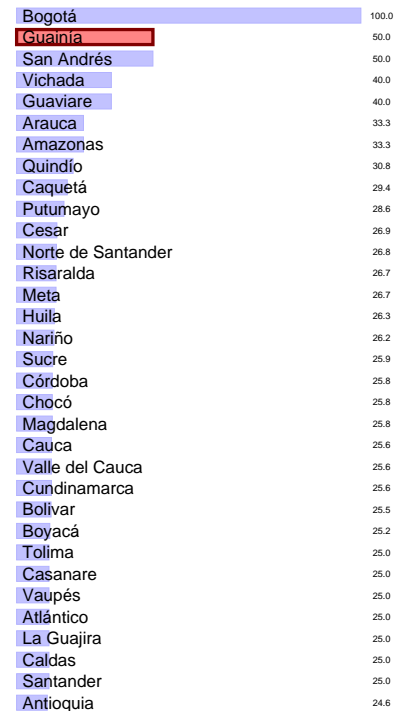 Bogotá 100.0
Guainía 50.0
San Andrés 50.0
Vichada 40.0
Guaviare 40.0
Arauca 33.3
Amazonas 33.3
Quindío 30.8
Caquetá 29.4
Putumayo 28.6
Cesar 26.9
Norte de Santander 26.8
Risaralda 26.7
Meta 26.7
Huila 26.3
Nariño 26.2
Sucre 25.9
Córdoba 25.8
Chocó 25.8
Magdalena 25.8
Cauca 25.6
Valle del Cauca 25.6
Cundinamarca 25.6
Bolivar 25.5
Boyacá 25.2
Tolima 25.0
Casanare 25.0
Vaupés 25.0
Atlántico 25.0
La Guajira 25.0
Caldas 25.0
Santander 25.0
Antioquia 24.6